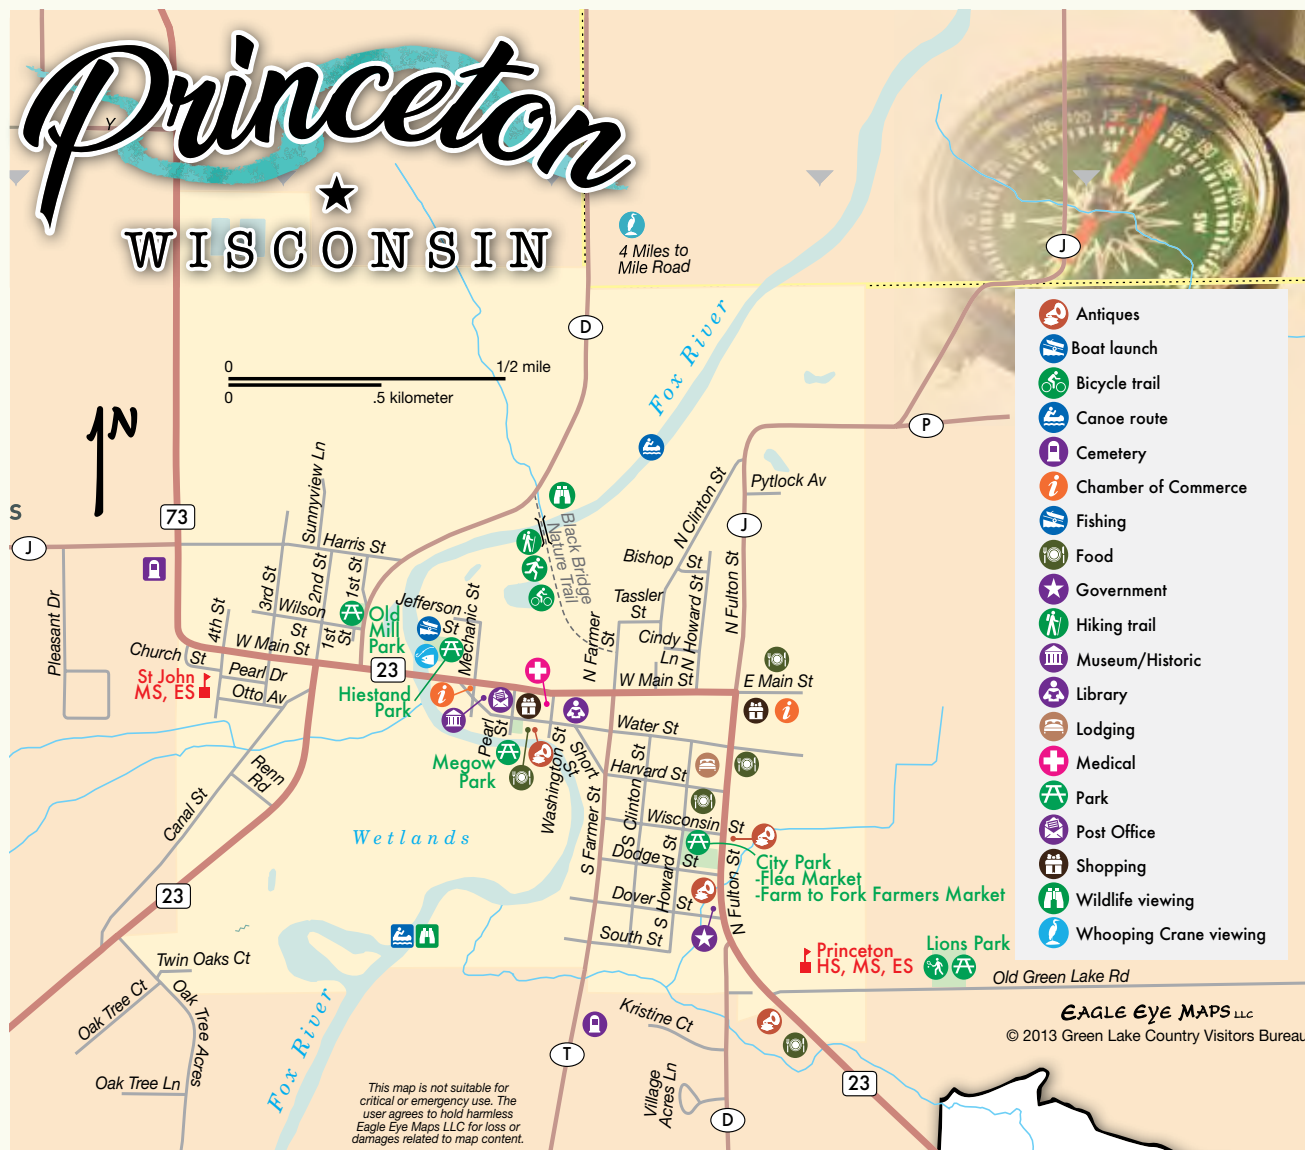 Princeton
WISCONSIN
Y
4 Miles to
Mile Road
J
D
Fox River
0
1/2 mile
0
.5 kilometer
N
P
S
73
J
J
Pytlock Av
N Clinton St
Sunnyview Ln
Harris St
Black Bridge
Nature Trail
Bishop St
N Howard St
N Fulton St
Pleasant Dr
3rd St
2nd St
1st St
4th St
Wilson
St
1st
St
Jefferson
St
Mechanic St
Old
Mill
Park
Tassler
St
N Farmer
St
Cindy
Ln
W Main St
Church St
Pearl Dr
Otto Av
St John
MS, ES
23
Hiestand
Park
W Main St
E Main St
Water St
Pearl
St
Short
St
Washington St
Megow
Park
Harvard St
S Clinton St
Renn
Rd
Canal St
Wetlands
S Farmer St
Wisconsin St
Dodge St
City Park
-Flea Market
-Farm to Fork Farmers Market
Dover St
S Howard St
N Fulton St
South St
23
Twin Oaks Ct
Oak Tree Ct
Oak Tree Acres
Oak Tree Ln
Fox River
Princeton
HS, MS, ES
Lions Park
Old Green Lake Rd
Kristine Ct
T
Village
Acres Ln
D
23
Antiques
Boat launch
Bicycle trail
Canoe route
Cemetery
Chamber of Commerce
Fishing
Food
Government
Hiking trail
Museum/Historic
Library
Lodging
Medical
Park
Post Office
Shopping
Wildlife viewing
Whooping Crane viewing
EAGLE EYE MAPS LLC
© 2013 Green Lake Country Visitors Bureau
This map is not suitable for
critical or emergency use. The
user agrees to hold harmless
Eagle Eye Maps LLC for loss or
damages related to map content.